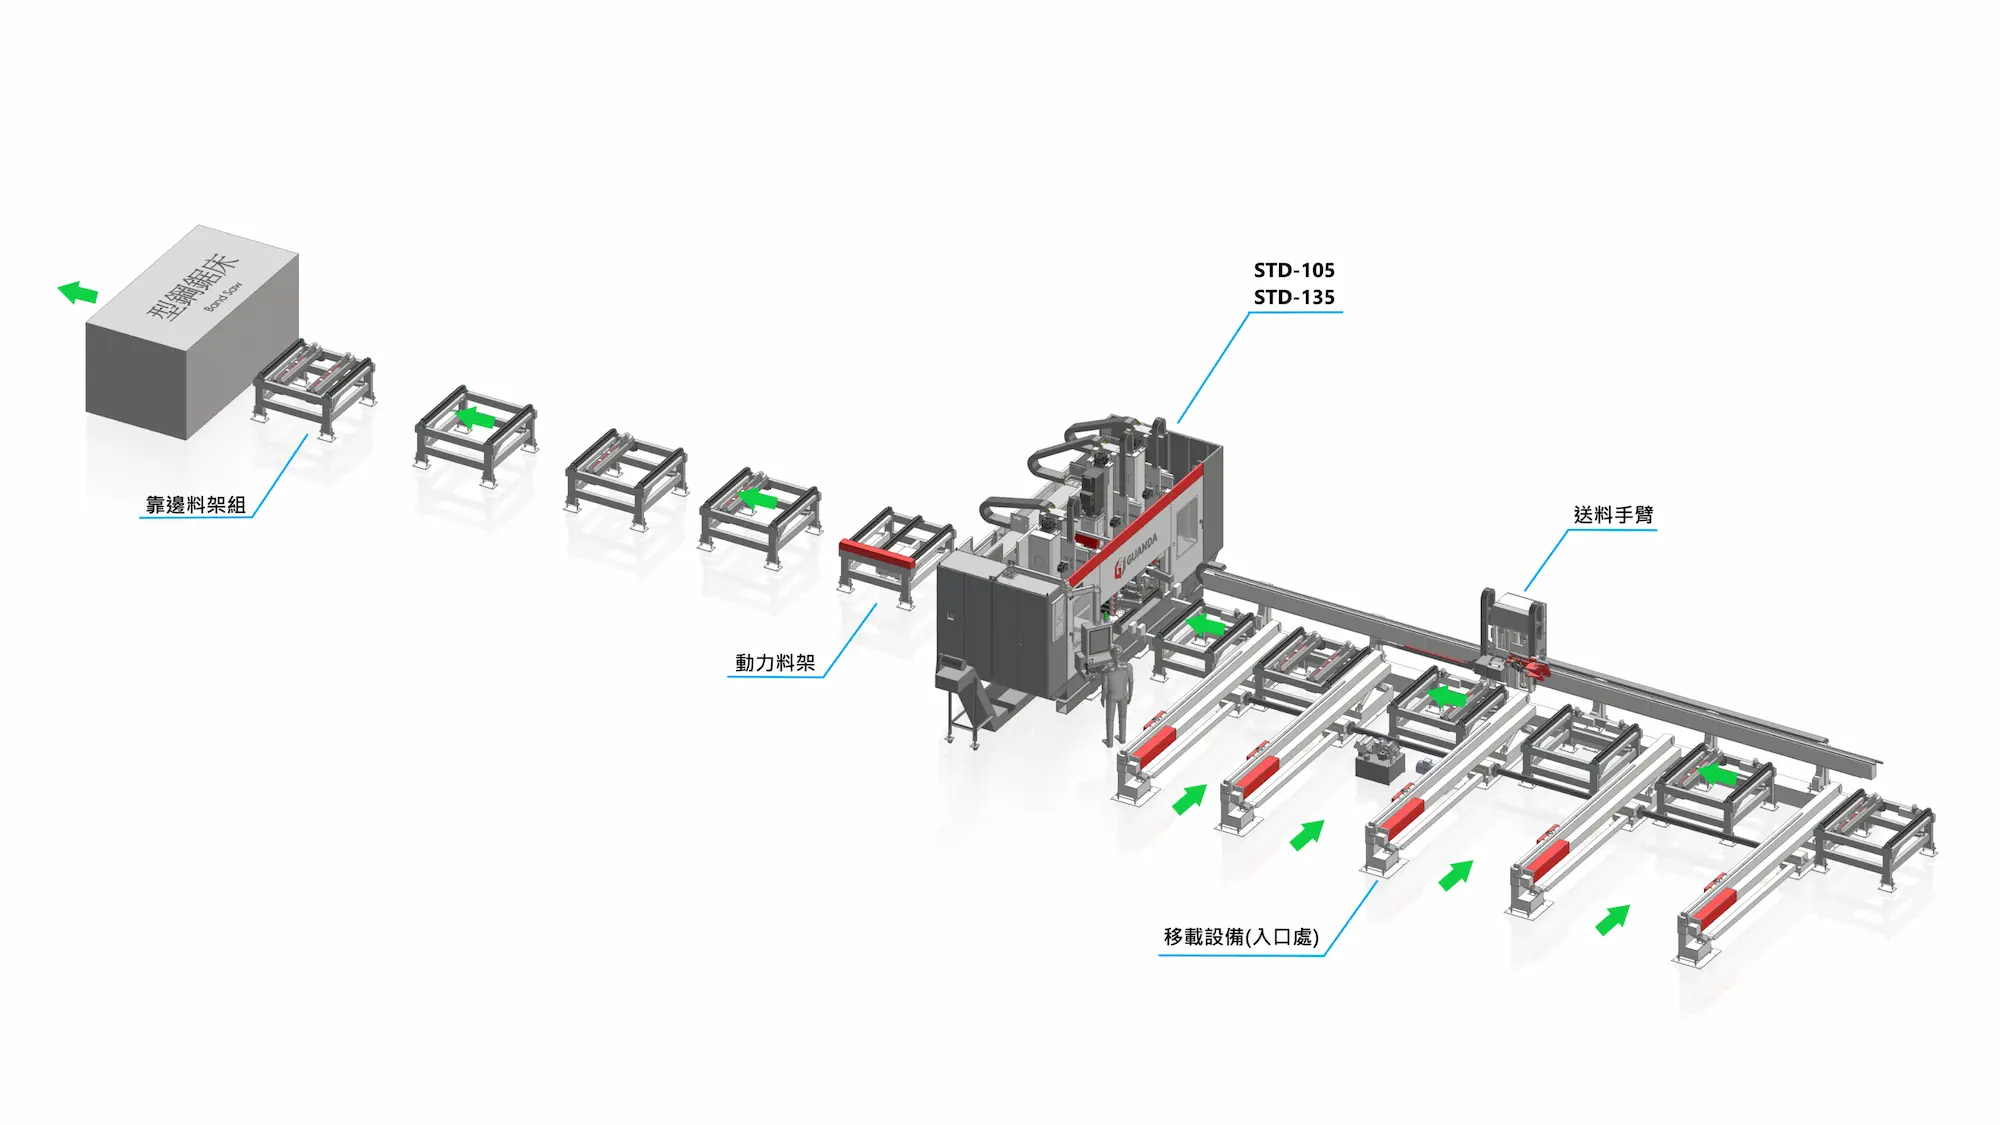 型鋼鋸床
Band Saw
STD-105
STD-135
靠邊料架組
送料手臂
GUANDA
動力料架
移載設備(入口處)